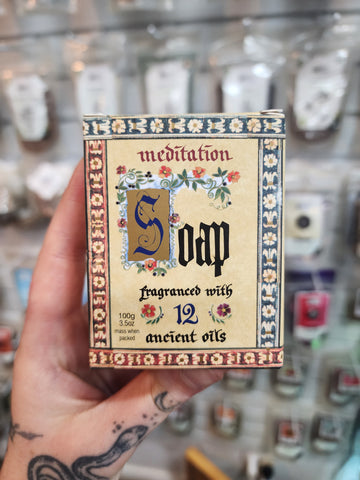 meditation
Soap
fragranced with
12
ancient oils
100g
3.5oz
mass when
packed